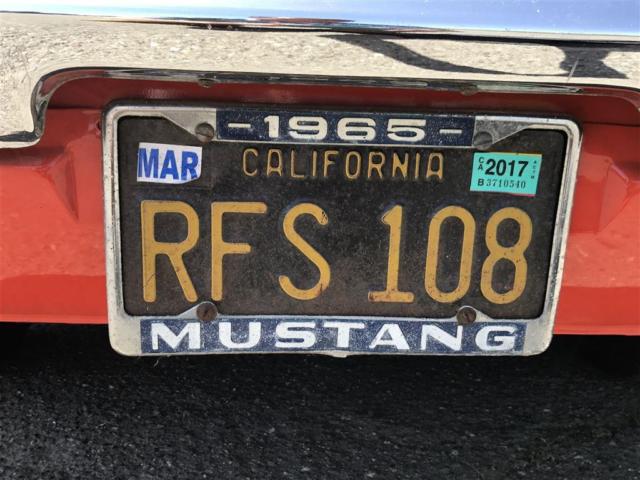 - 1965 -
MAR
CALIFORNIA
CA 2017
B 3710540
RFS 108
MUSTANG